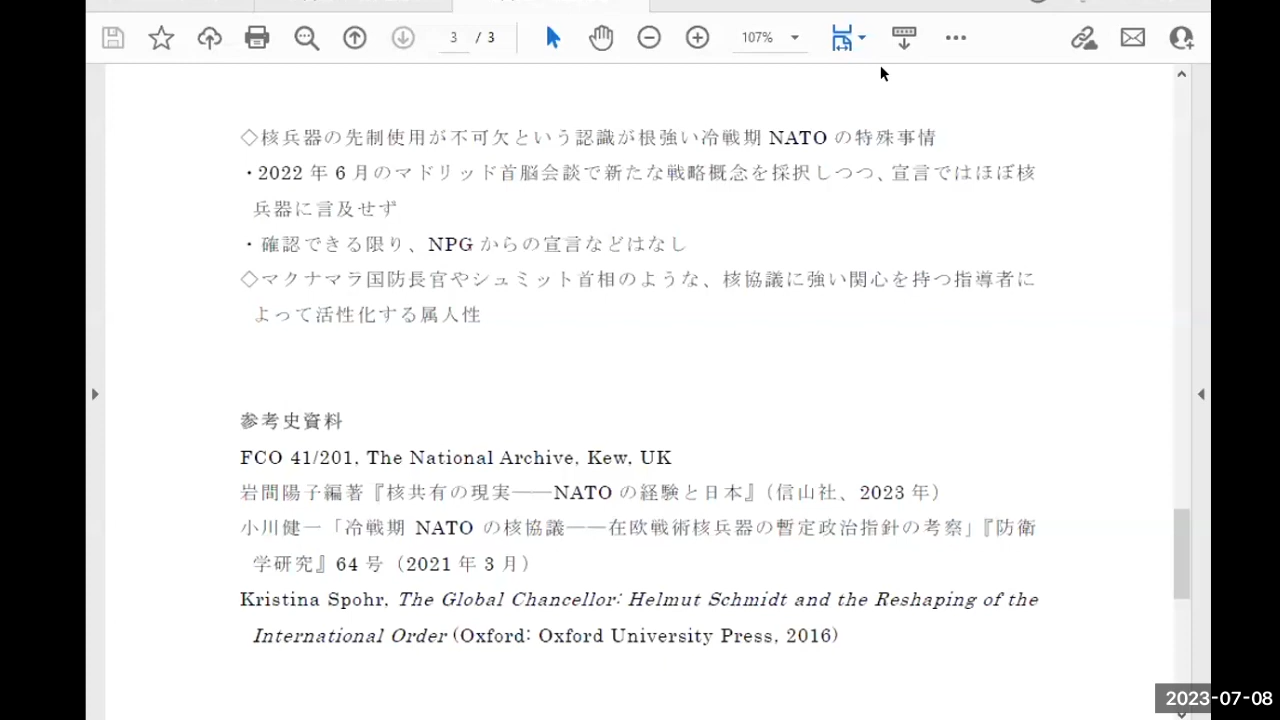 3 / 3
107%
◇核兵器の先制使用が不可欠という認識が根強い冷戦期 NATO の特殊事情
・2022 年 6 月のマドリッド首脳会談で新たな戦略概念を採択しつつ、宣言ではほぼ核
兵器に言及せず
・確認できる限り、NPG からの宣言などはなし
◇マクナマラ国防長官やシュミット首相のような、核協議に強い関心を持つ指導者に
よって活性化する属人性
参考史資料
FCO 41/201, The National Archive, Kew, UK
岩間陽子編著『核共有の現実――NATO の経験と日本』（信山社、2023 年）
小川健一「冷戦期 NATO の核協議――在欧戦術核兵器の暫定政治指針の考察」『防衛
学研究』64 号（2021 年 3 月）
Kristina Spohr, The Global Chancellor: Helmut Schmidt and the Reshaping of the
International Order (Oxford: Oxford University Press, 2016)
2023-07-08